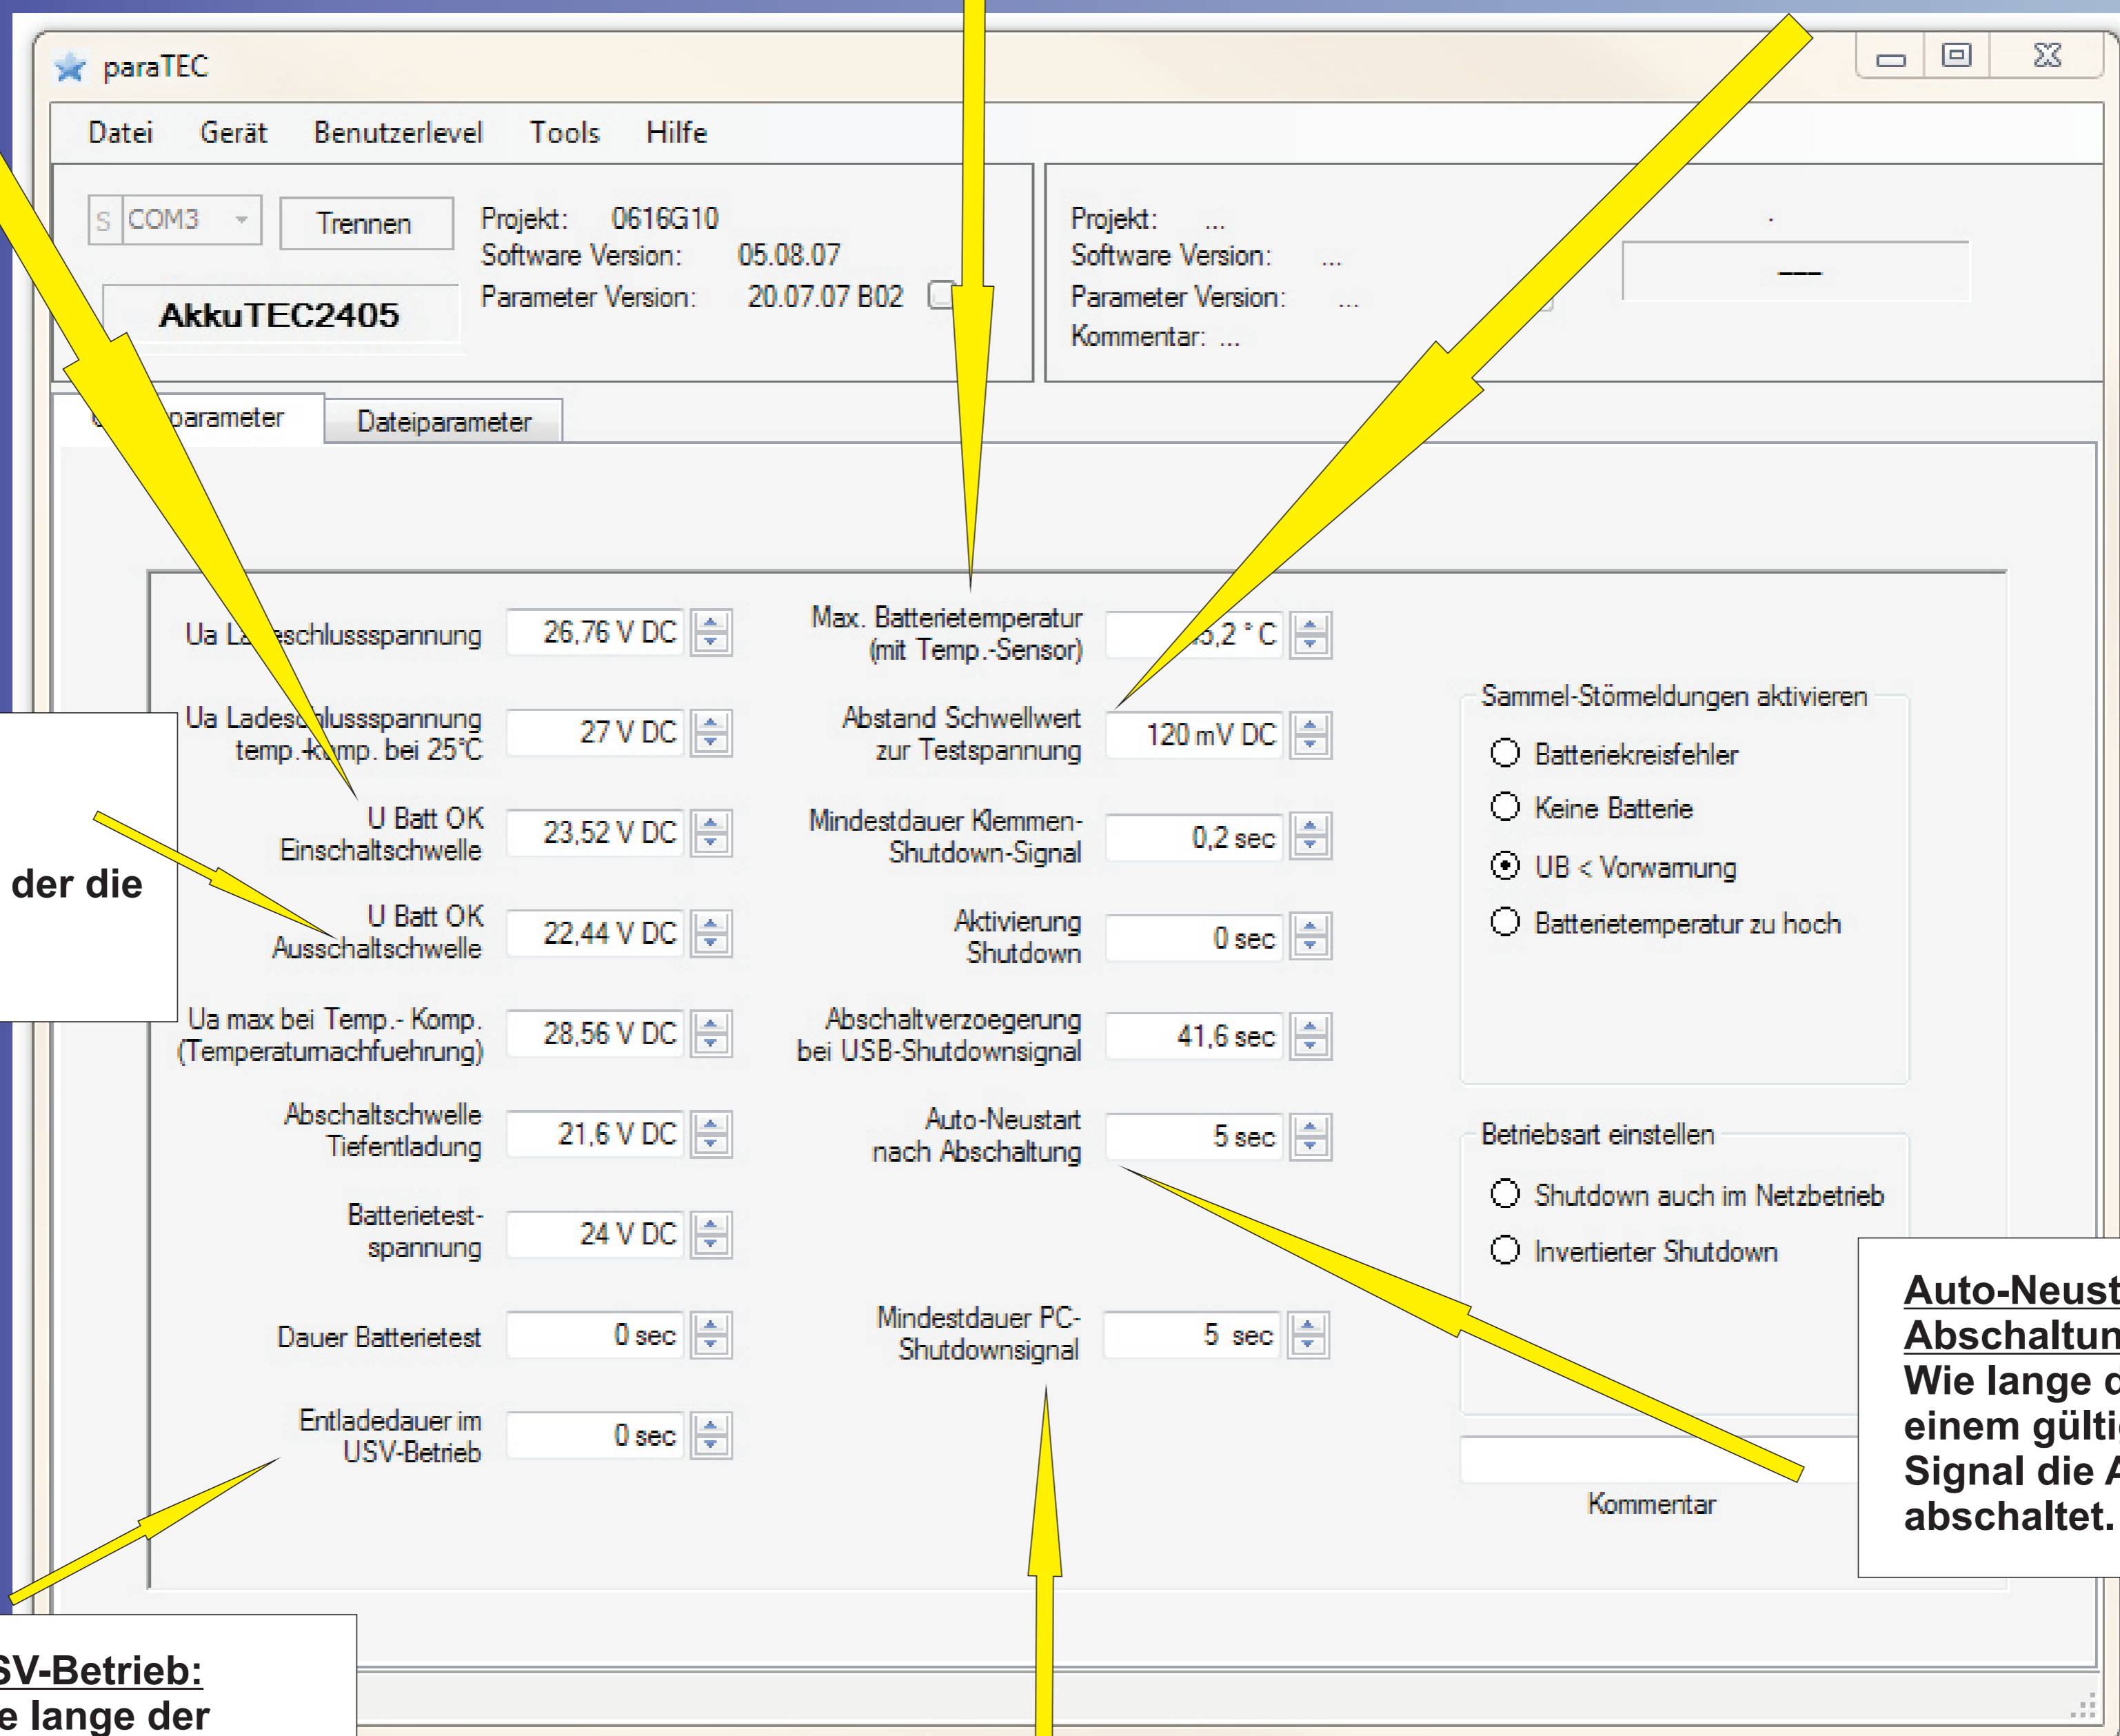 paraTEC
Datei Gerät Benutzerlevel Tools Hilfe
S COM3 Trennen
AkkuTEC2405
Projekt: 0616G10
Software Version: 05.08.07
Parameter Version: 20.07.07 B02
Projekt: ...
Software Version: ...
Parameter Version: ...
Kommentar: ...
---
parameter Dateiparameter
Ua Ladeschlussspannung 26,76 V DC
Ua Ladeschlussspannung
temp.-komp. bei 25°C 27 V DC
U Batt OK
Einschaltschwelle 23,52 V DC
U Batt OK
Ausschaltschwelle 22,44 V DC
Ua max bei Temp.- Komp.
(Temperaturnachfuehrung) 28,56 V DC
Abschaltschwelle
Tiefentladung 21,6 V DC
Batterietest-
spannung 24 V DC
Dauer Batterietest 0 sec
Entladedauer im
USV-Betrieb 0 sec
Max. Batterietemperatur
(mit Temp.-Sensor) 5,2 ° C
Abstand Schwellwert
zur Testspannung 120 mV DC
Mindestdauer Klemmen-
Shutdown-Signal 0,2 sec
Aktivierung
Shutdown 0 sec
Abschaltverzoegerung
bei USB-Shutdownsignal 41,6 sec
Auto-Neustart
nach Abschaltung 5 sec
Mindestdauer PC-
Shutdownsignal 5 sec
Sammel-Störmeldungen aktivieren
Batteriekreisfehler
Keine Batterie
UB < Vorwarnung
Batterietemperatur zu hoch
Betriebsart einstellen
Shutdown auch im Netzbetrieb
Invertierter Shutdown
Kommentar
der die
SV-Betrieb:
e lange der
Auto-Neust
Abschaltun
Wie lange d
einem gülti
Signal die A
abschaltet.